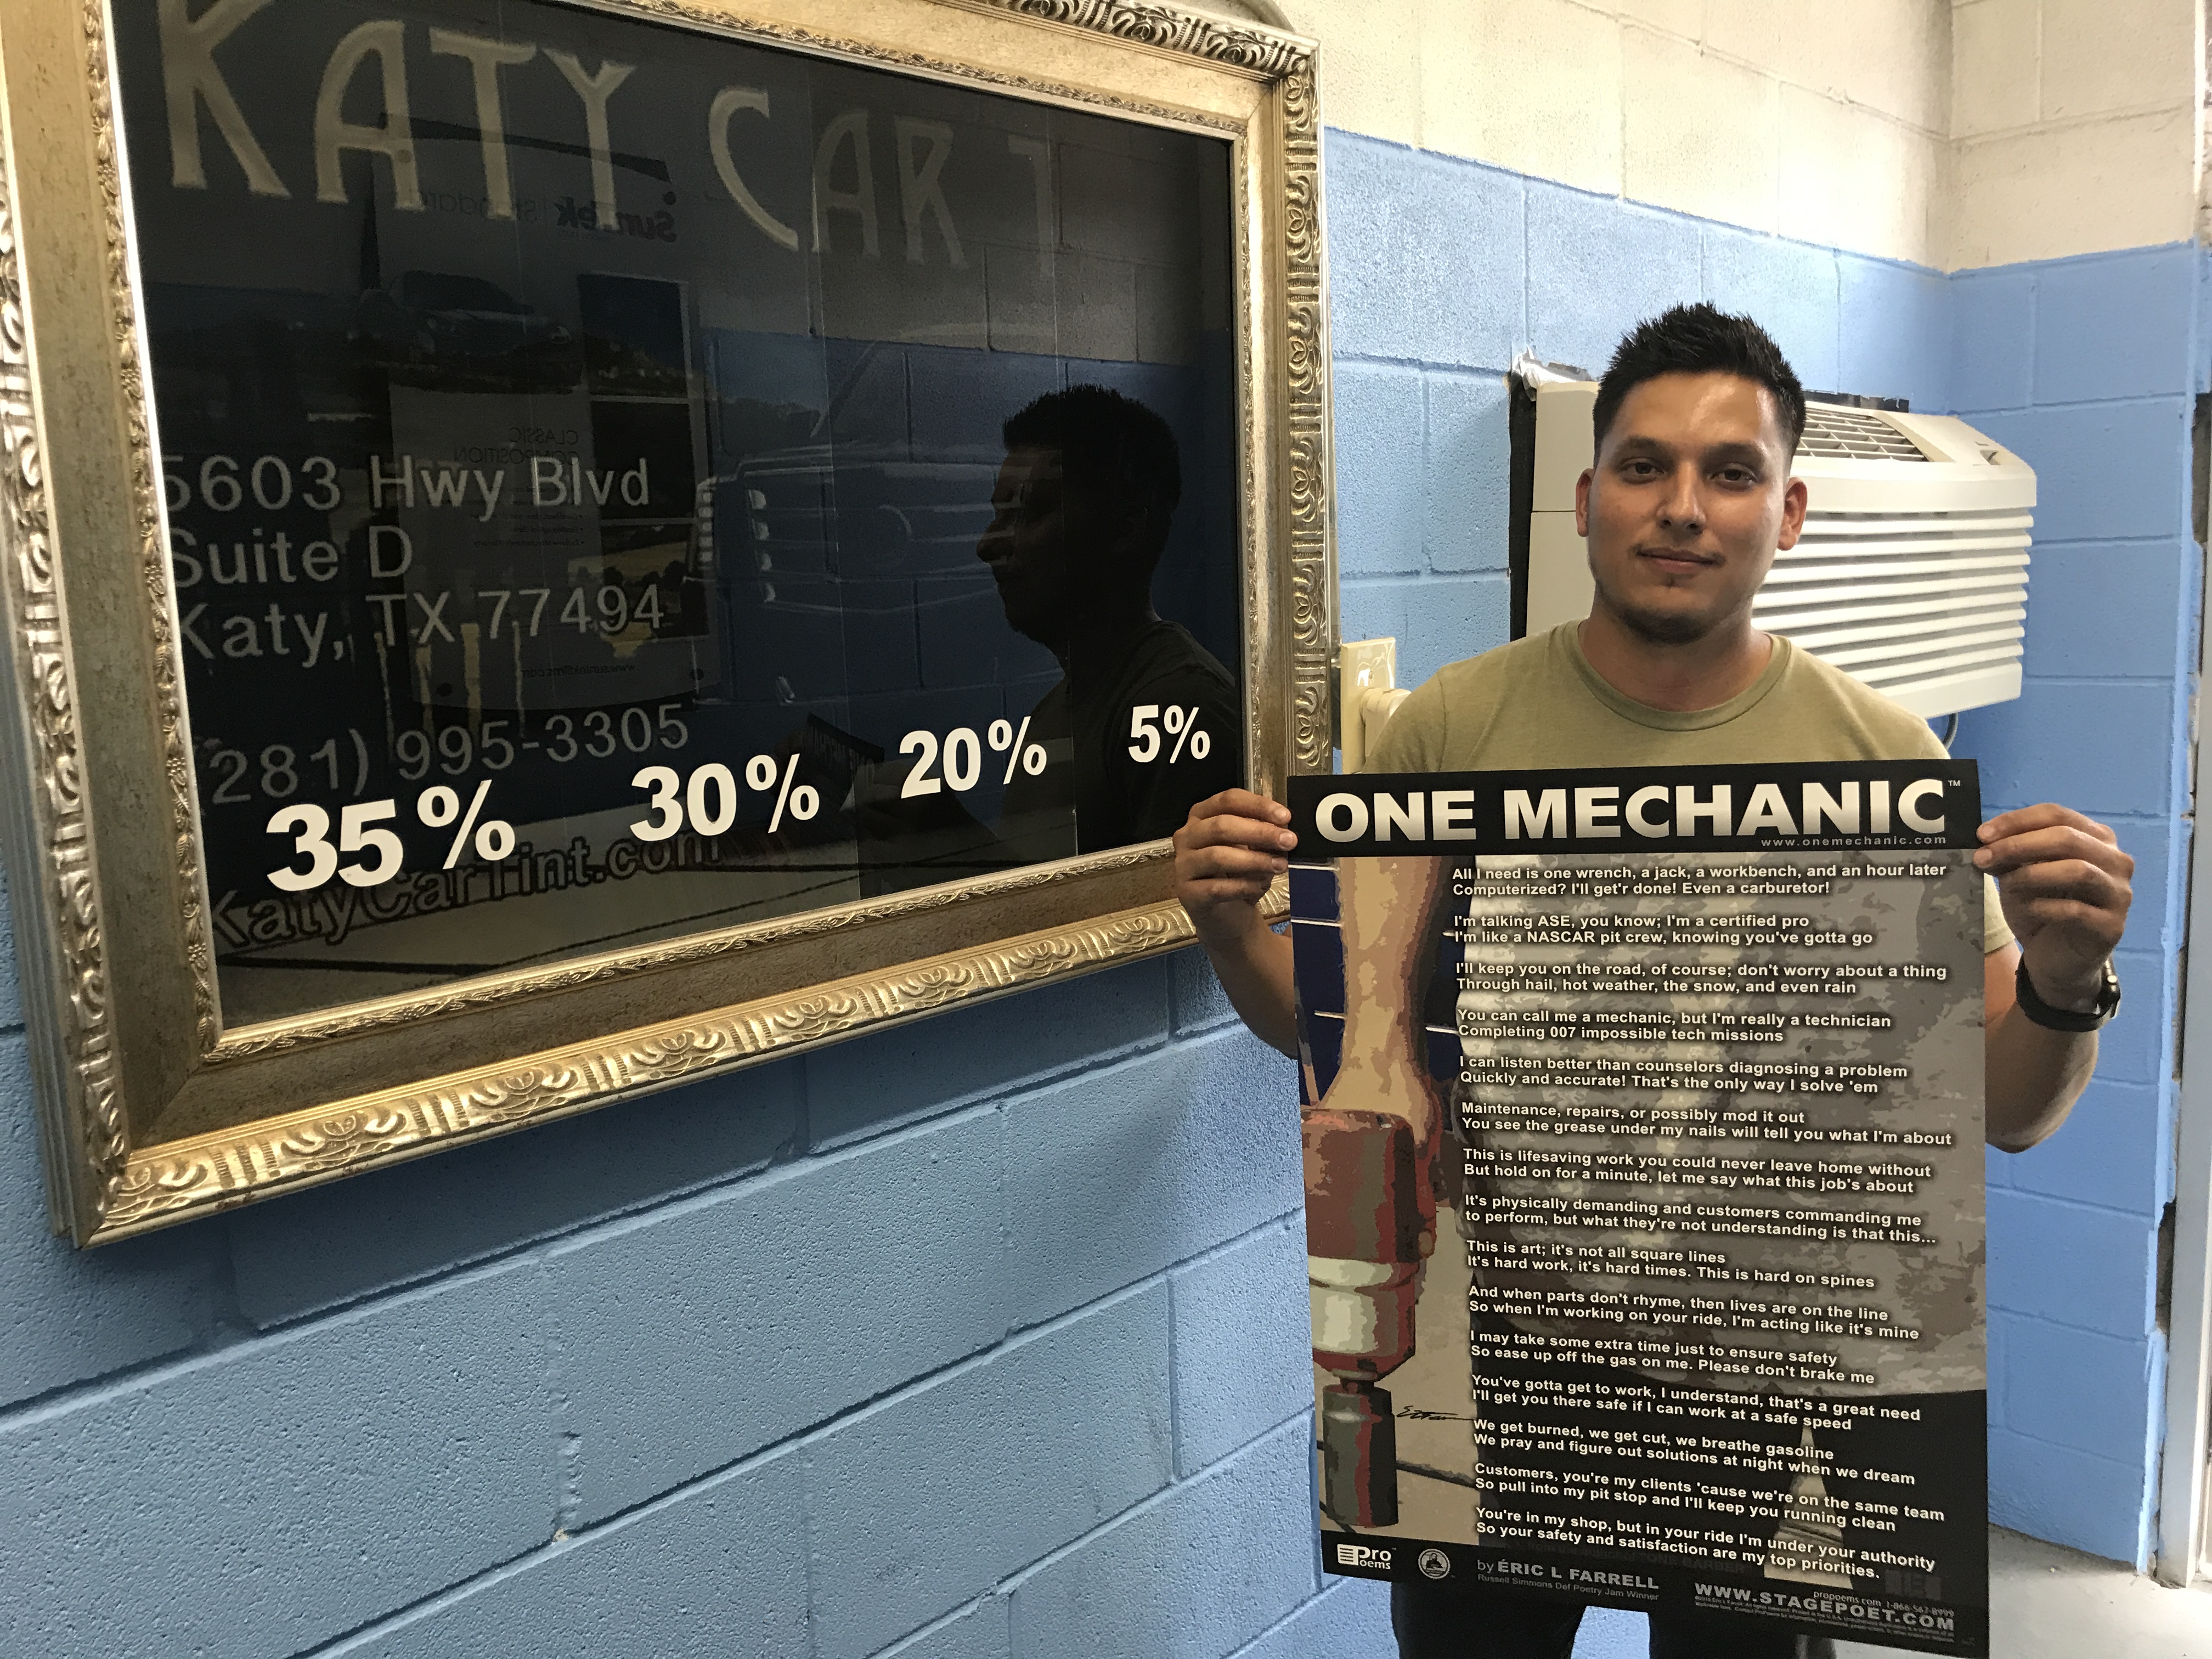 KATY CAR T
SunTek Standard
CLASSIC
COMPOSITION
5603 Hwy Blvd
Suite D
Katy, TX 77494
(281) 995-3305
35% 30% 20% 5%
KatyCarTint.com
ONE MECHANIC™
www.onemechanic.com
All I need is one wrench, a jack, a workbench, and an hour later
Computerized? I'll get'r done! Even a carburetor!
I'm talking ASE, you know; I'm a certified pro
I'm like a NASCAR pit crew, knowing you've gotta go
I'll keep you on the road, of course; don't worry about a thing
Through hail, hot weather, the snow, and even rain
You can call me a mechanic, but I'm really a technician
Completing 007 impossible tech missions
I can listen better than counselors diagnosing a problem
Quickly and accurate! That's the only way I solve 'em
Maintenance, repairs, or possibly mod it out
You see the grease under my nails will tell you what I'm about
This is lifesaving work you could never leave home without
But hold on for a minute, let me say what this job's about
It's physically demanding and customers commanding me
to perform, but what they're not understanding is that this...
This is art; it's not all square lines
It's hard work, it's hard times. This is hard on spines
And when parts don't rhyme, then lives are on the line
So when I'm working on your ride, I'm acting like it's mine
I may take some extra time just to ensure safety
So ease up off the gas on me. Please don't brake me
You've gotta get to work, I understand, that's a great need
I'll get you there safe if I can work at a safe speed
We get burned, we get cut, we breathe gasoline
We pray and figure out solutions at night when we dream
Customers, you're my clients 'cause we're on the same team
So pull into my pit stop and I'll keep you running clean
You're in my shop, but in your ride I'm under your authority
So your safety and satisfaction are my top priorities.
Pro
Poems
by ÉRIC L FARRELL
Russell Simmons Def Poetry Jam Winner
propoems.com 1-866-567-8999
WWW.STAGEPOET.COM